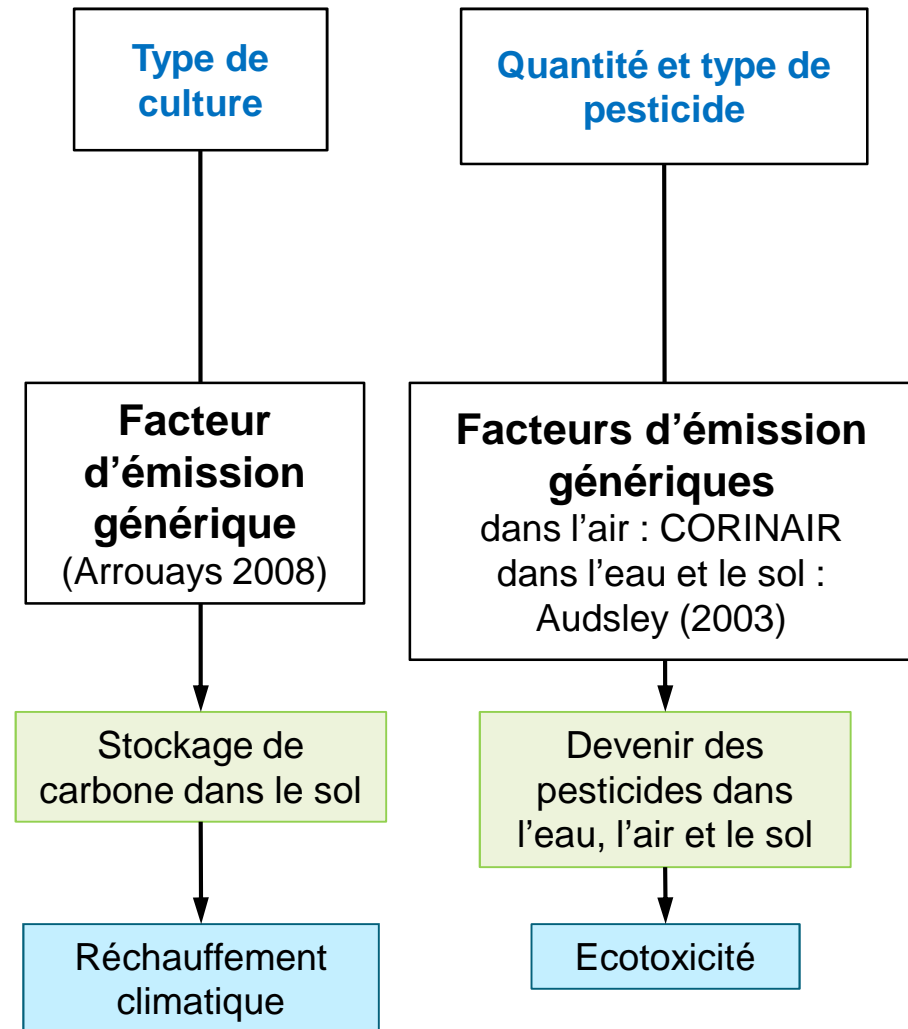 Type de
culture
Quantité et type de
pesticide
Facteur
d’émission
générique
(Arrouays 2008)
Facteurs d’émission
génériques
dans l’air : CORINAIR
dans l’eau et le sol :
Audsley (2003)
Stockage de
carbone dans le sol
Devenir des
pesticides dans
l’eau, l’air et le sol
Réchauffement
climatique
Ecotoxicité